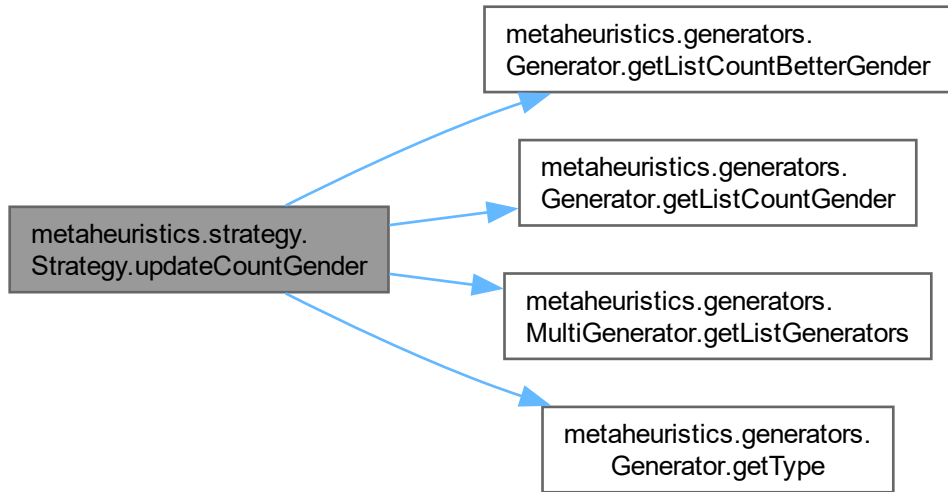 metaheuristics.generators.
Generator.getListCountBetterGender
metaheuristics.generators.
Generator.getListCountGender
metaheuristics.strategy.
Strategy.updateCountGender
metaheuristics.generators.
MultiGenerator.getListGenerators
metaheuristics.generators.
Generator.getType